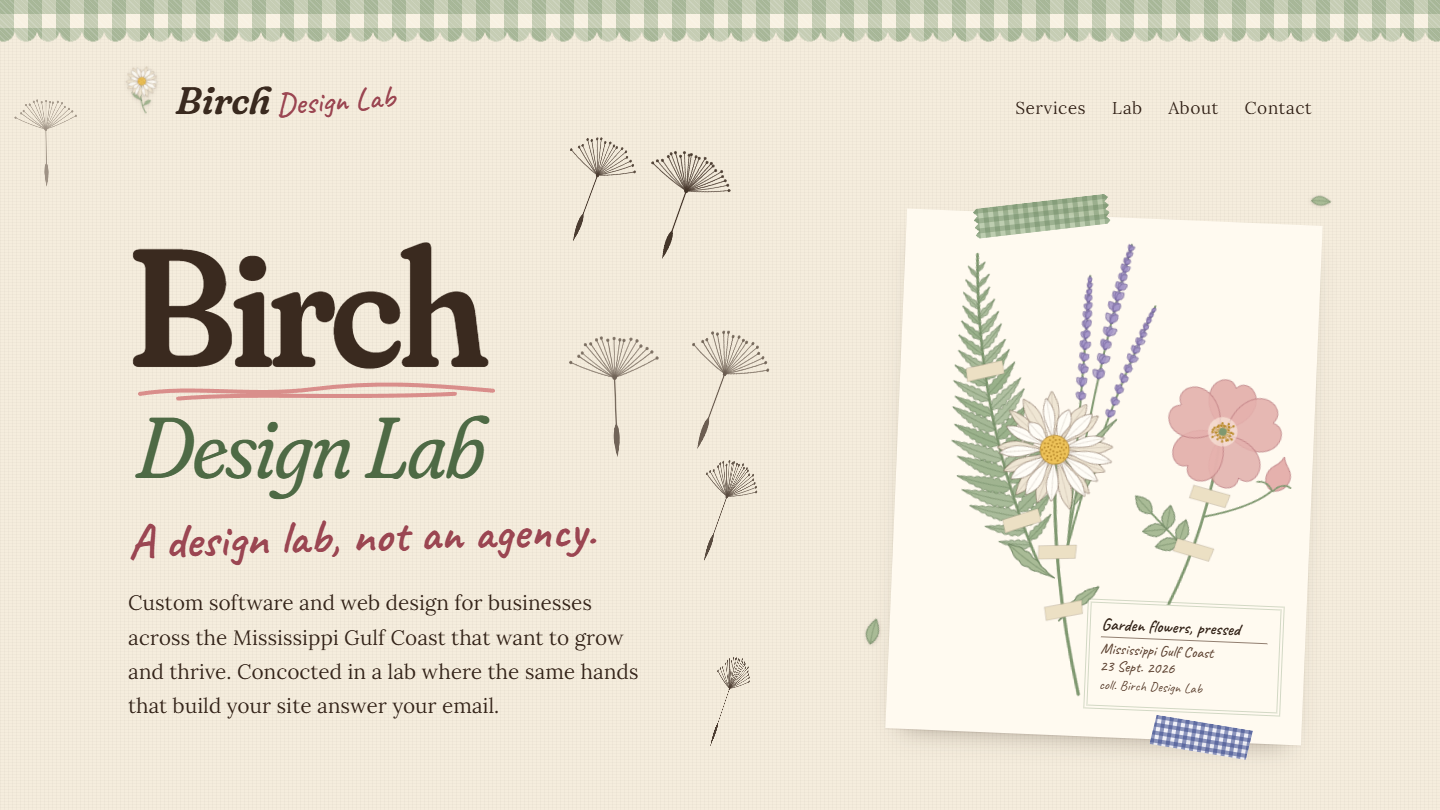 Birch Design Lab
Services Lab About Contact
Birch
Design Lab
A design lab, not an agency.
Custom software and web design for businesses
across the Mississippi Gulf Coast that want to grow
and thrive. Concocted in a lab where the same hands
that build your site answer your email.
Garden flowers, pressed
Mississippi Gulf Coast
23 Sept. 2026
coll. Birch Design Lab